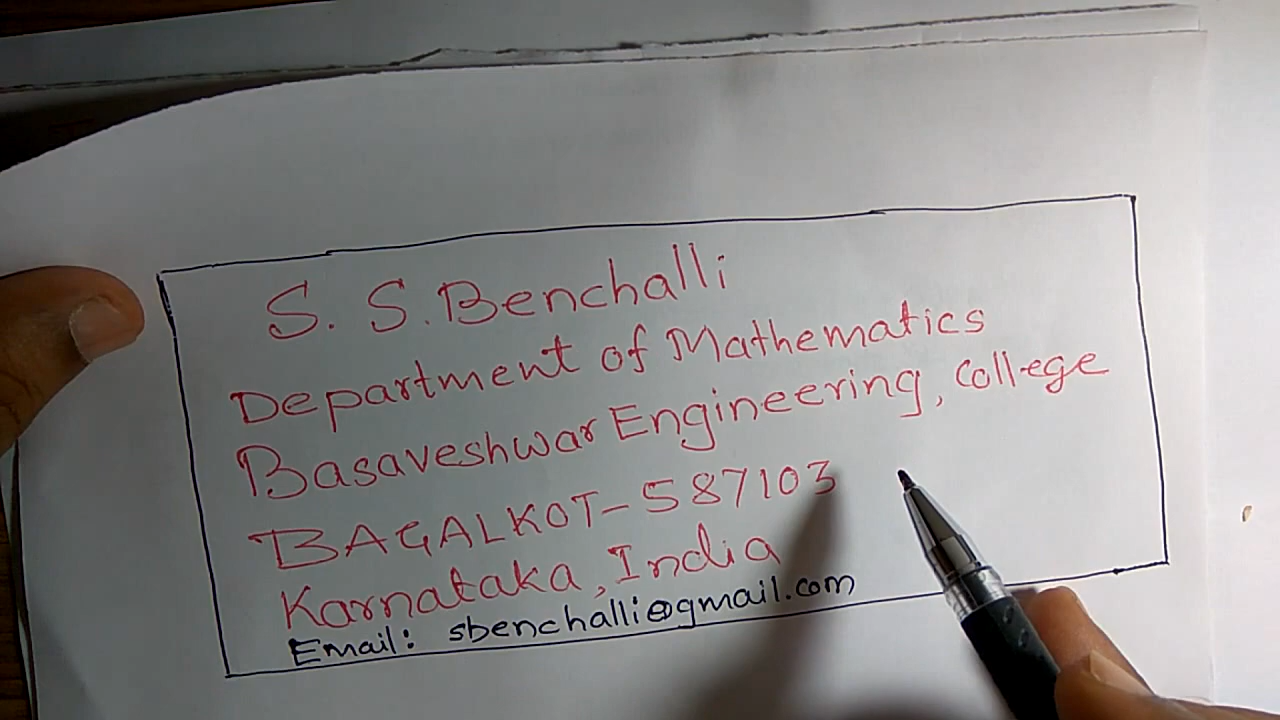 S. S. Benchalli
Department of Mathematics
Basaveshwar Engineering, College
BAGALKOT-587103
Karnataka, India
Email: sbenchalli@gmail.com